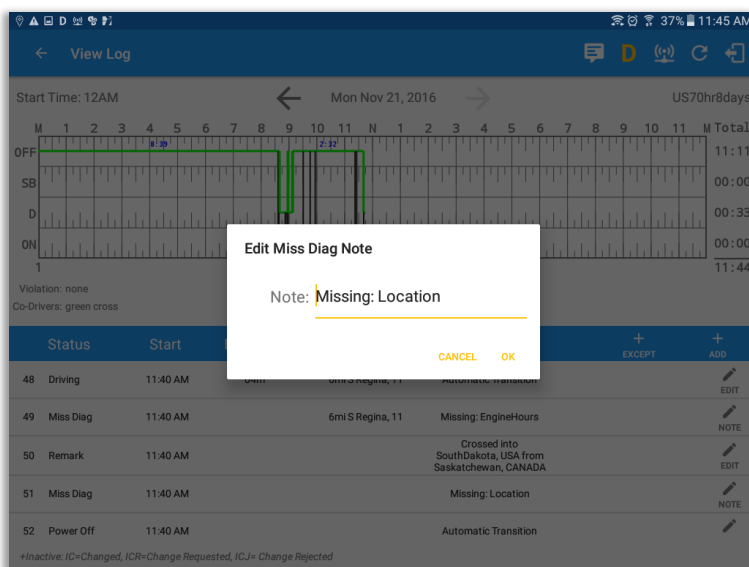 37% 11:45 AM
View Log
D
Start Time: 12AM
Mon Nov 21, 2016
US70hr8days
M 1 2 3 4 5 6 7 8 9 10 11 N 1 2 3 4 5 6 7 8 9 10 11 M Total
OFF 8:39 2:32 11:11
SB 00:00
D 00:33
ON 00:00
1 11:44
Violation: none
Co-Drivers: green cross
Edit Miss Diag Note
Note: Missing: Location
CANCEL OK
Status Start + EXCEPT + ADD
48 Driving 11:40 AM 04m 6mi S Regina, 11 Automatic Transition EDIT
49 Miss Diag 11:40 AM 6mi S Regina, 11 Missing: EngineHours NOTE
50 Remark 11:40 AM Crossed into
SouthDakota, USA from
Saskatchewan, CANADA EDIT
51 Miss Diag 11:40 AM Missing: Location NOTE
52 Power Off 11:40 AM Automatic Transition
+Inactive: IC=Changed, ICR=Change Requested, ICJ= Change Rejected